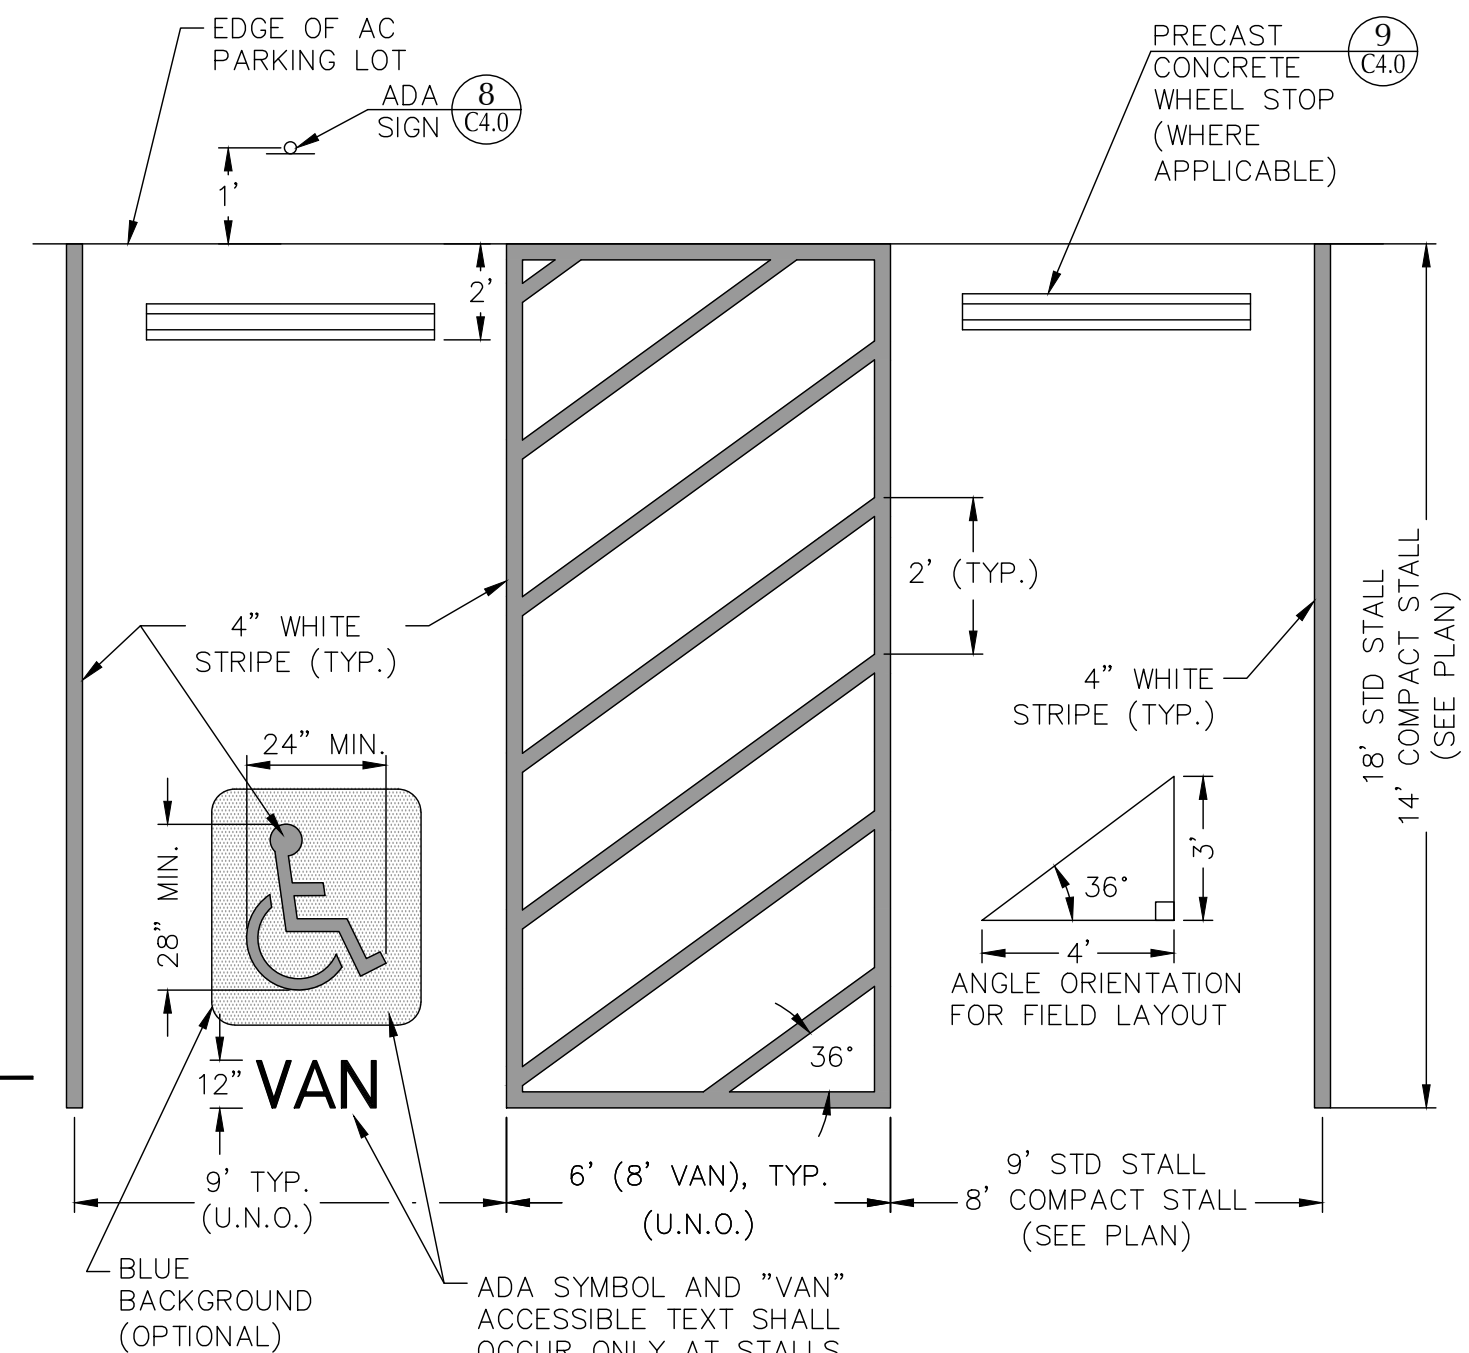 EDGE OF AC
PARKING LOT
ADA
SIGN
8
C4.0
PRECAST
CONCRETE
WHEEL STOP
(WHERE
APPLICABLE)
9
C4.0
1'
2'
2' (TYP.)
4" WHITE
STRIPE (TYP.)
4" WHITE
STRIPE (TYP.)
18' STD STALL
14' COMPACT STALL
(SEE PLAN)
24" MIN.
28" MIN.
36°
3'
4'
ANGLE ORIENTATION
FOR FIELD LAYOUT
36°
12"
VAN
9' TYP.
(U.N.O.)
6' (8' VAN), TYP.
(U.N.O.)
9' STD STALL
8' COMPACT STALL
(SEE PLAN)
BLUE
BACKGROUND
(OPTIONAL)
ADA SYMBOL AND "VAN"
ACCESSIBLE TEXT SHALL
OCCUR ONLY AT STALLS